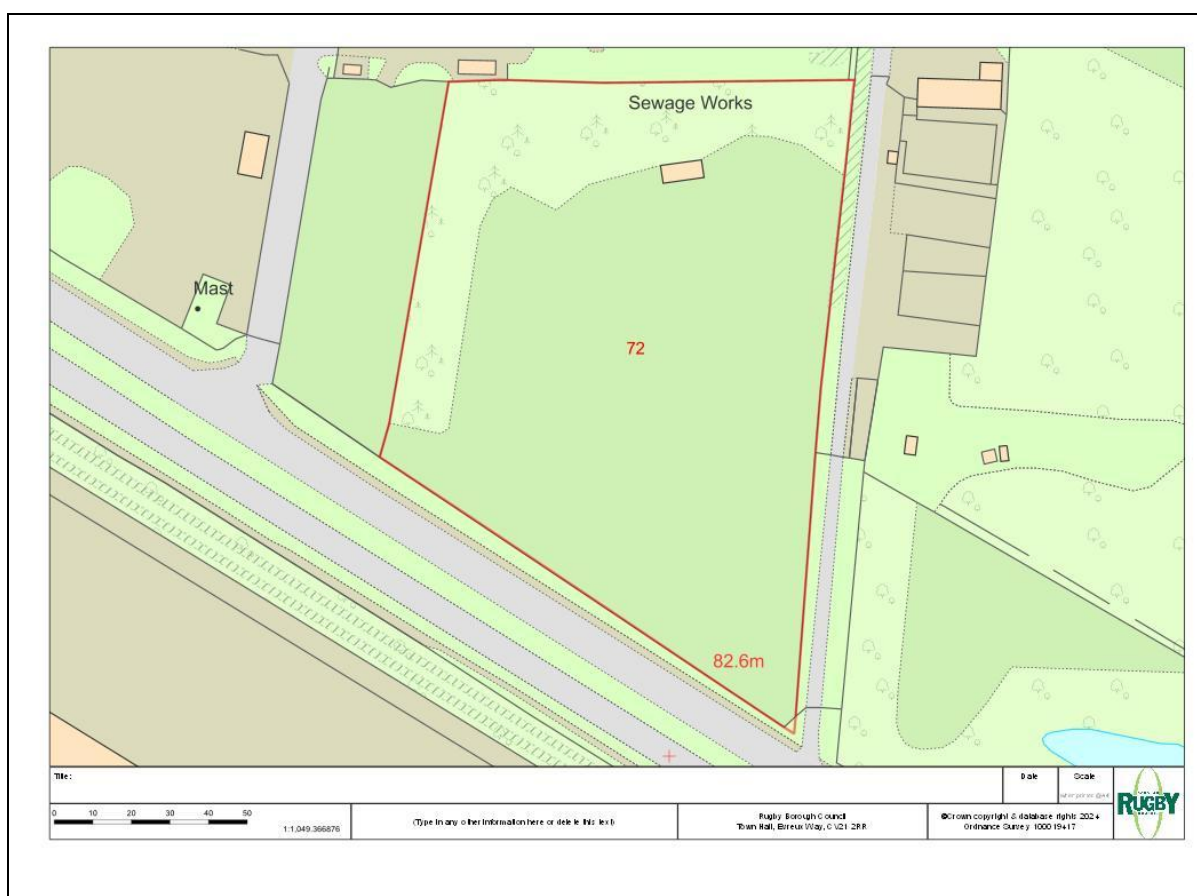 Sewage Works
Mast
72
82.6m
Title:
Date
Scale
0 10 20 30 40 50
1:1,049.366876
(Type in any other information here or delete this text)
Rugby Borough Council
Town Hall, Evreux Way, CV21 2RR
©Crown copyright & database rights 2024
Ordnance Survey 100019417
RUGBY